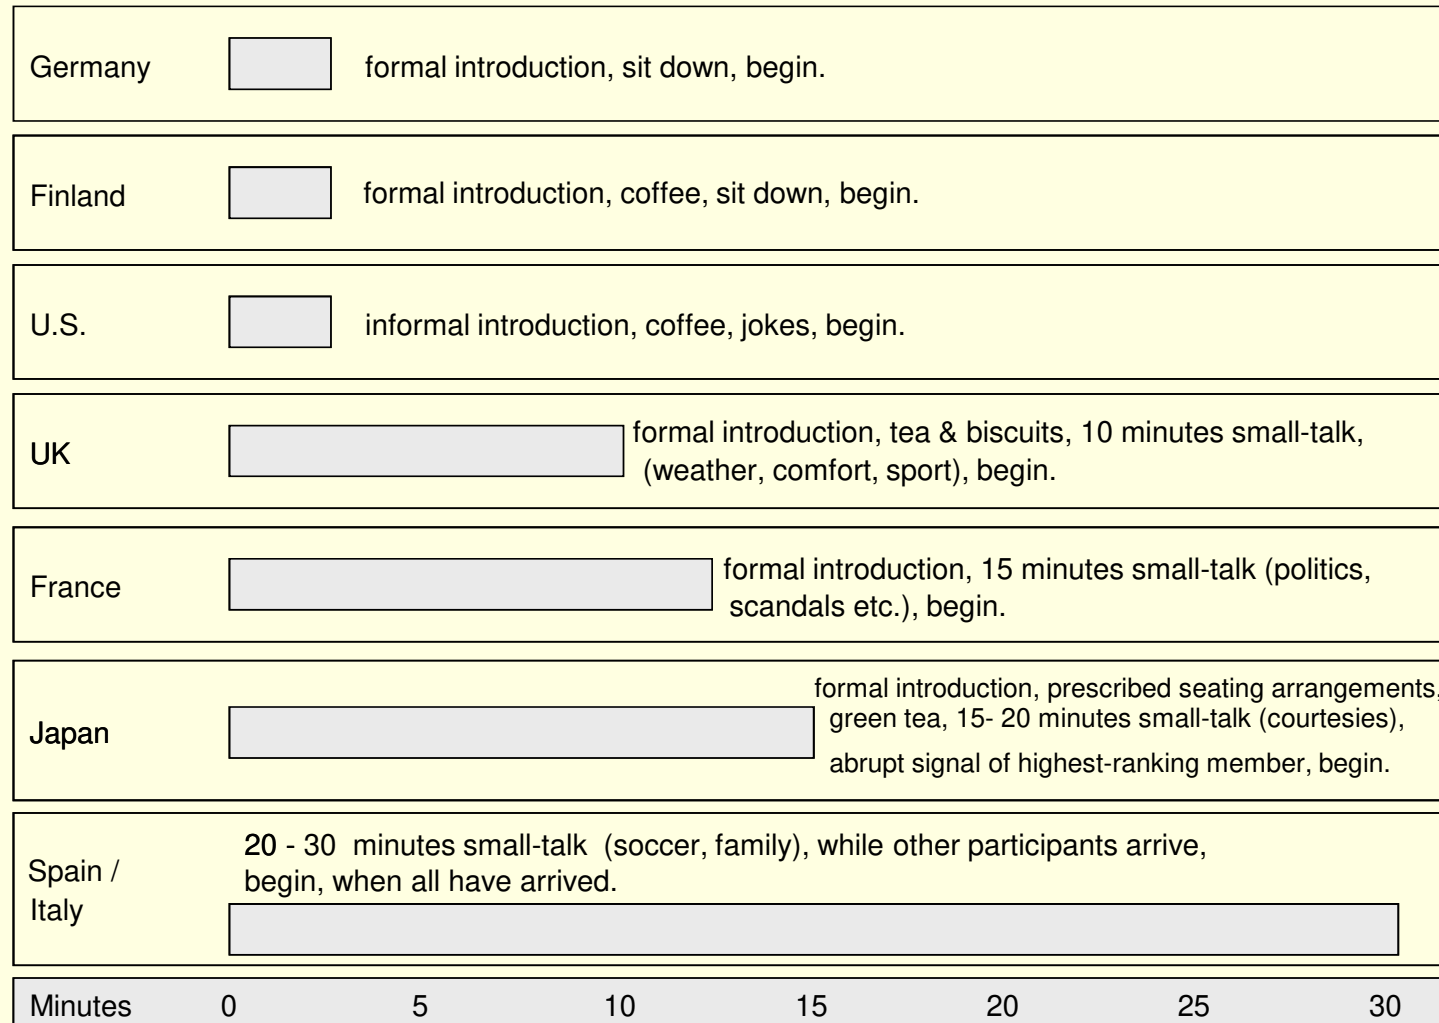 Germany
formal introduction, sit down, begin.
Finland
formal introduction, coffee, sit down, begin.
U.S.
informal introduction, coffee, jokes, begin.
UK
formal introduction, tea & biscuits, 10 minutes small-talk,
(weather, comfort, sport), begin.
France
formal introduction, 15 minutes small-talk (politics,
scandals etc.), begin.
Japan
formal introduction, prescribed seating arrangements,
green tea, 15- 20 minutes small-talk (courtesies),
abrupt signal of highest-ranking member, begin.
Spain /
Italy
20 - 30 minutes small-talk (soccer, family), while other participants arrive,
begin, when all have arrived.
Minutes 0 5 10 15 20 25 30